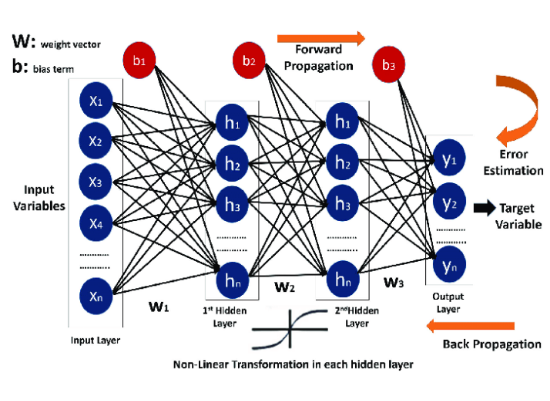 W: weight vector
b: bias term
b1
b2
b3
Forward
Propagation
Error
Estimation
Input
Variables
x1
x2
x3
x4
............
............
xn
h1
h2
h3
............
............
hn
h1
h2
h3
............
............
hn
y1
y2
............
............
yn
Target
Variable
W1
W2
W3
Input Layer
1st Hidden
Layer
2nd Hidden
Layer
Output
Layer
Back Propagation
Non-Linear Transformation in each hidden layer